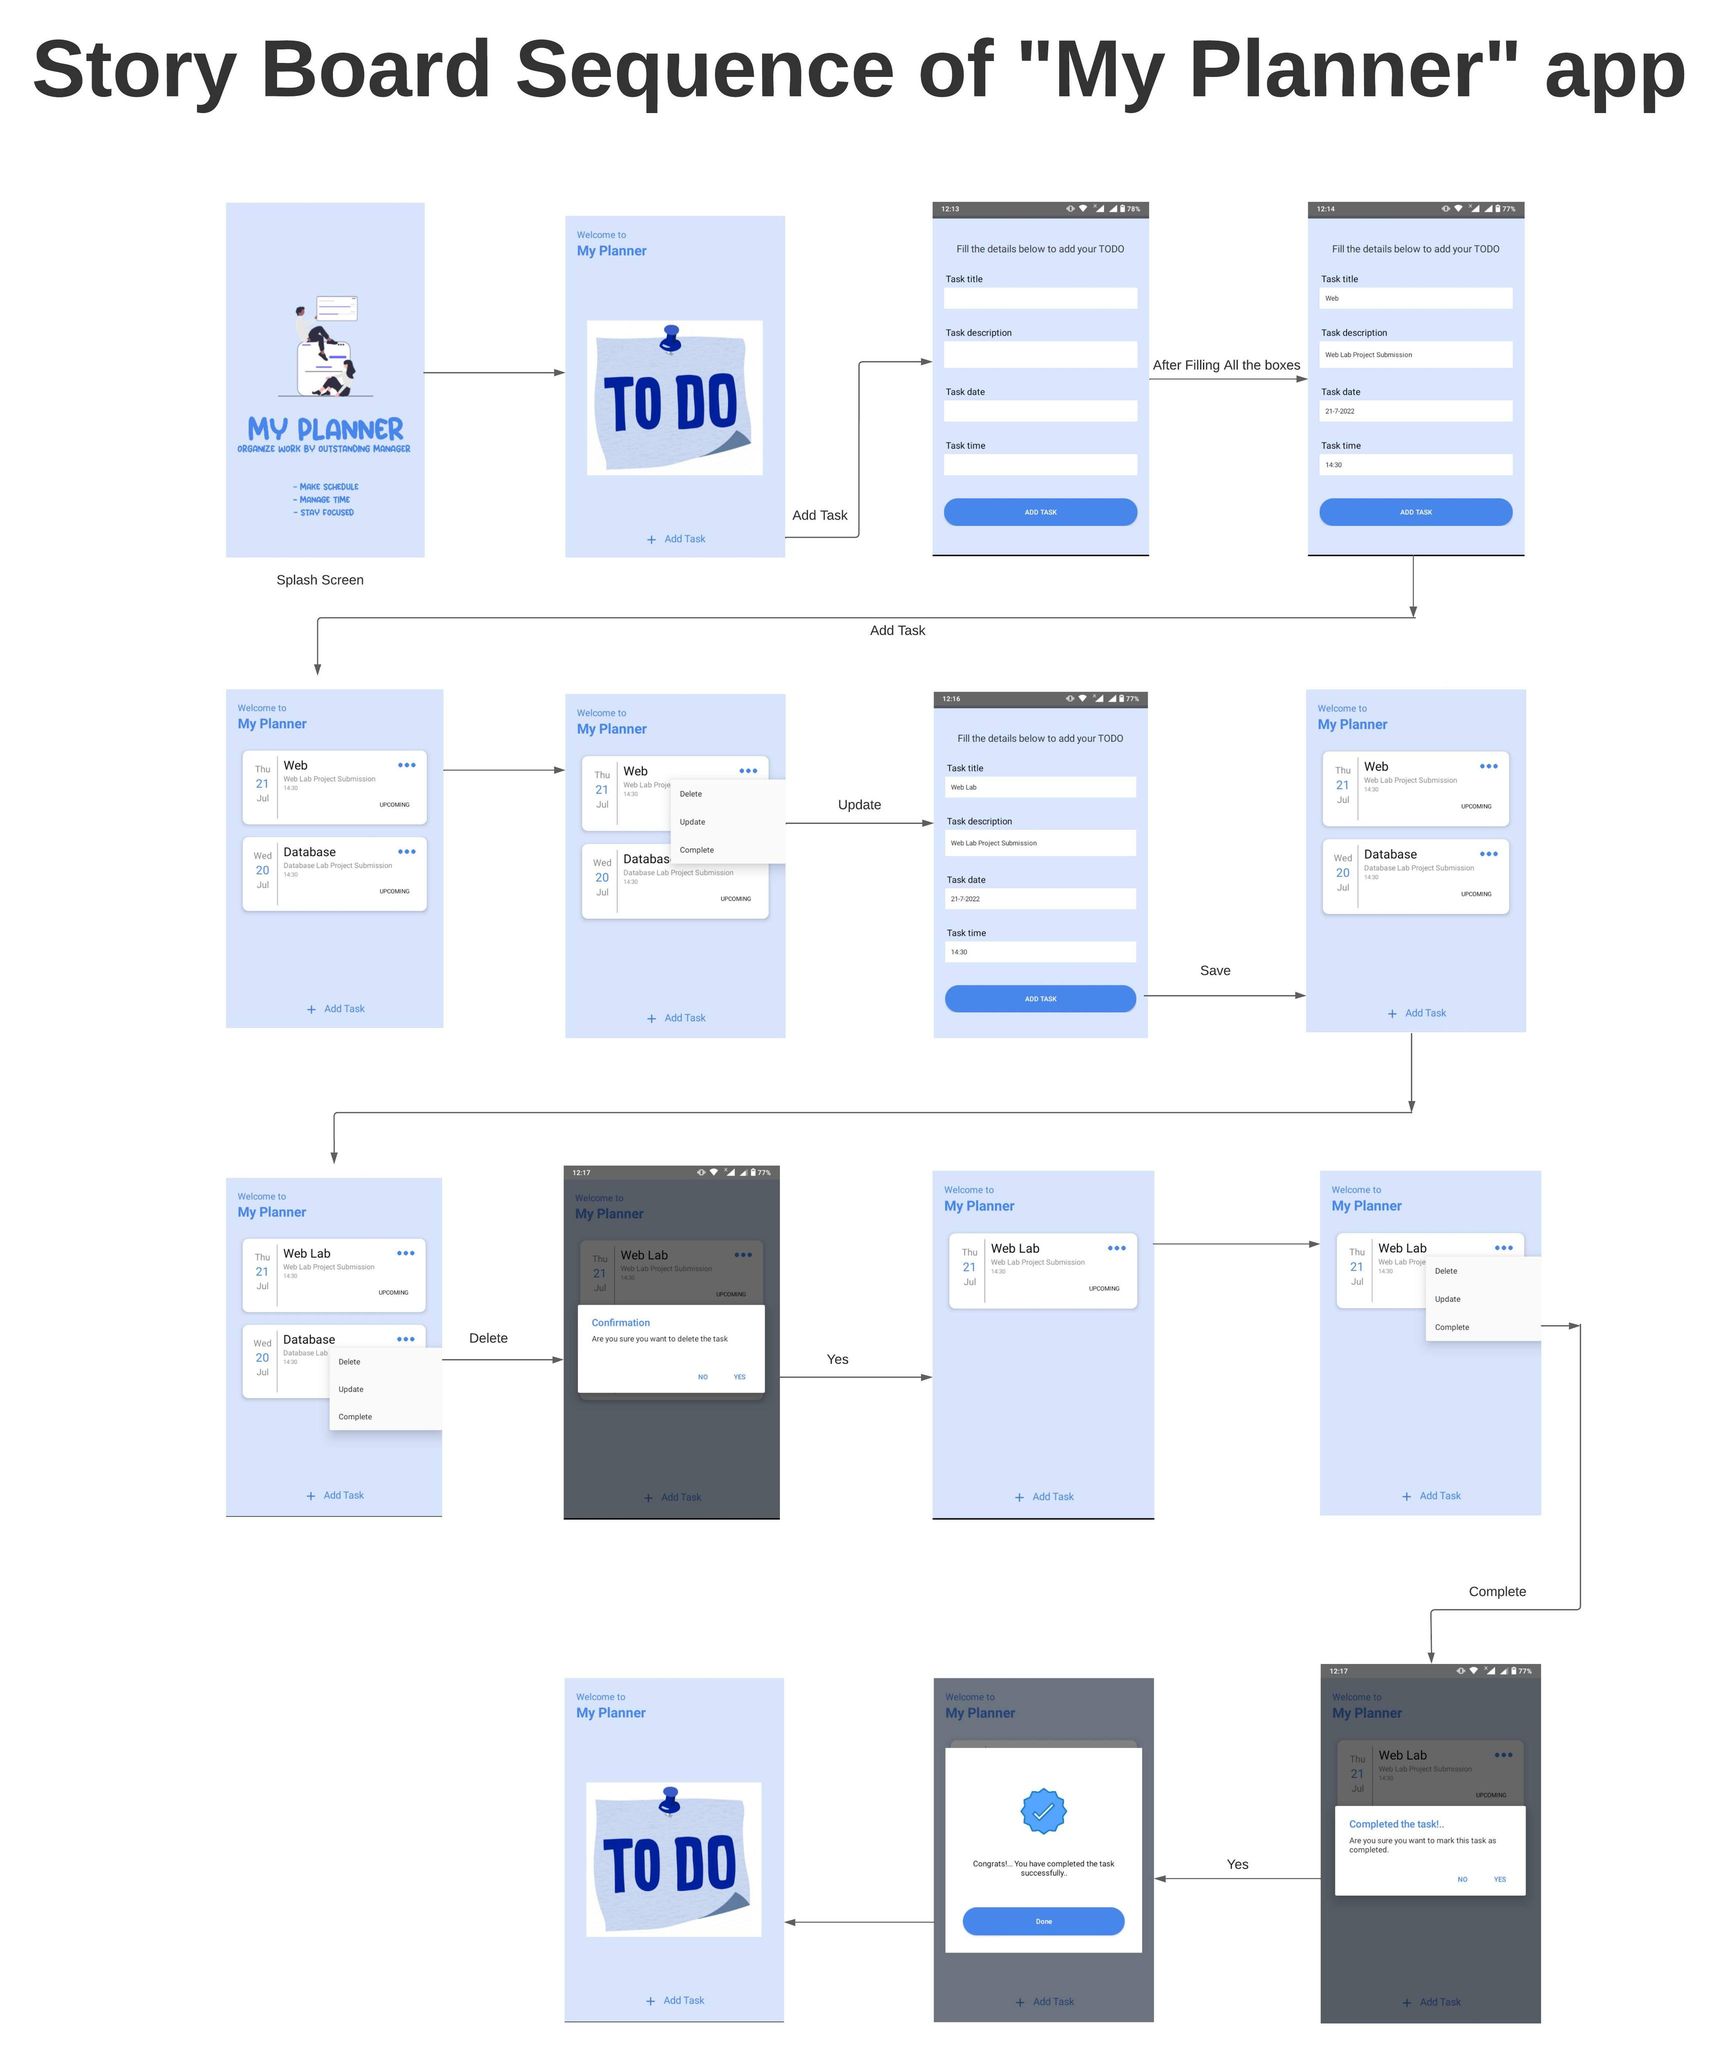 Story Board Sequence of "My Planner" app
MY PLANNER
ORGANIZE WORK BY OUTSTANDING MANAGER
- MAKE SCHEDULE
- MANAGE TIME
- STAY FOCUSED
Splash Screen
Welcome to
My Planner
TO DO
+ Add Task
Add Task
12:13
78%
Fill the details below to add your TODO
Task title
Task description
Task date
Task time
ADD TASK
After Filling All the boxes
12:14
77%
Fill the details below to add your TODO
Task title
Web
Task description
Web Lab Project Submission
Task date
21-7-2022
Task time
14:30
ADD TASK
Add Task
Welcome to
My Planner
Thu
21
Jul
Web
Web Lab Project Submission
14:30
UPCOMING
Wed
20
Jul
Database
Database Lab Project Submission
14:30
UPCOMING
+ Add Task
Welcome to
My Planner
Thu
21
Jul
Web
Web Lab Proje
14:30
Delete
Update
Complete
Wed
20
Jul
Databas
Database Lab Project Submission
14:30
UPCOMING
+ Add Task
Update
12:16
77%
Fill the details below to add your TODO
Task title
Web Lab
Task description
Web Lab Project Submission
Task date
21-7-2022
Task time
14:30
ADD TASK
Save
Welcome to
My Planner
Thu
21
Jul
Web
Web Lab Project Submission
14:30
UPCOMING
Wed
20
Jul
Database
Database Lab Project Submission
14:30
UPCOMING
+ Add Task
Welcome to
My Planner
Thu
21
Jul
Web Lab
Web Lab Project Submission
14:30
UPCOMING
Wed
20
Jul
Database
Database Lab
14:30
Delete
Update
Complete
+ Add Task
Delete
12:17
77%
Welcome to
My Planner
Thu
21
Jul
Web Lab
Web Lab Project Submission
14:30
UPCOMING
Confirmation
Are you sure you want to delete the task
NO YES
+ Add Task
Yes
Welcome to
My Planner
Thu
21
Jul
Web Lab
Web Lab Project Submission
14:30
UPCOMING
+ Add Task
Welcome to
My Planner
Thu
21
Jul
Web Lab
Web Lab Proje
14:30
Delete
Update
Complete
+ Add Task
Complete
Welcome to
My Planner
TO DO
+ Add Task
Welcome to
My Planner
Congrats!... You have completed the task
successfully..
Done
+ Add Task
Yes
12:17
77%
Welcome to
My Planner
Thu
21
Jul
Web Lab
Web Lab Project Submission
14:30
UPCOMING
Completed the task!..
Are you sure you want to mark this task as
completed.
NO YES
+ Add Task